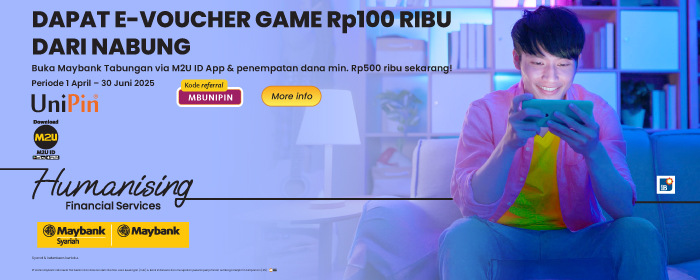 DAPAT E-VOUCHER GAME Rp100 RIBU
DARI NABUNG
Buka Maybank Tabungan via M2U ID App & penempatan dana min. Rp500 ribu sekarang!
Periode 1 April – 30 Juni 2025
UniPin
Kode referral
MBUNIPIN
More info
Download
M2U
M2U ID
Humanising
Financial Services
Maybank
Syariah
Maybank